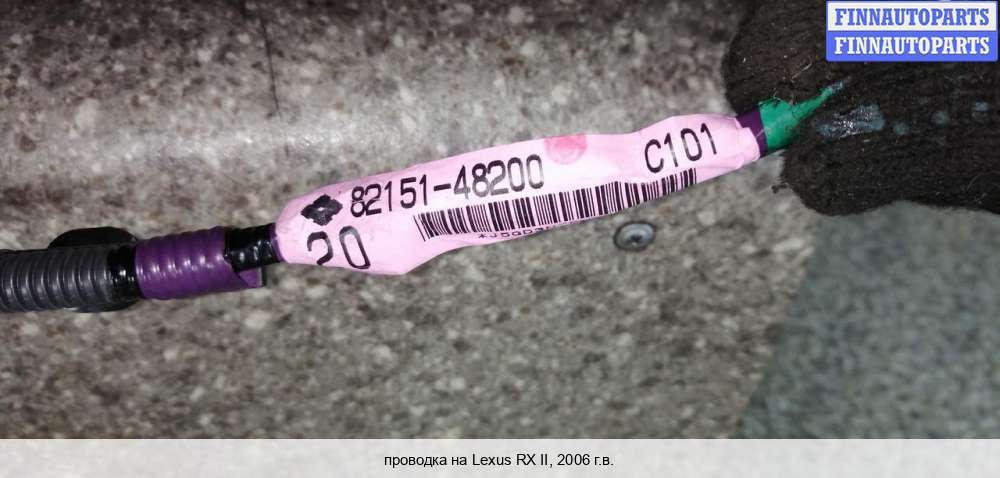 FINNAUTOPARTS
FINNAUTOPARTS
82151-48200
C101
20
проводка на Lexus RX II, 2006 г.в.